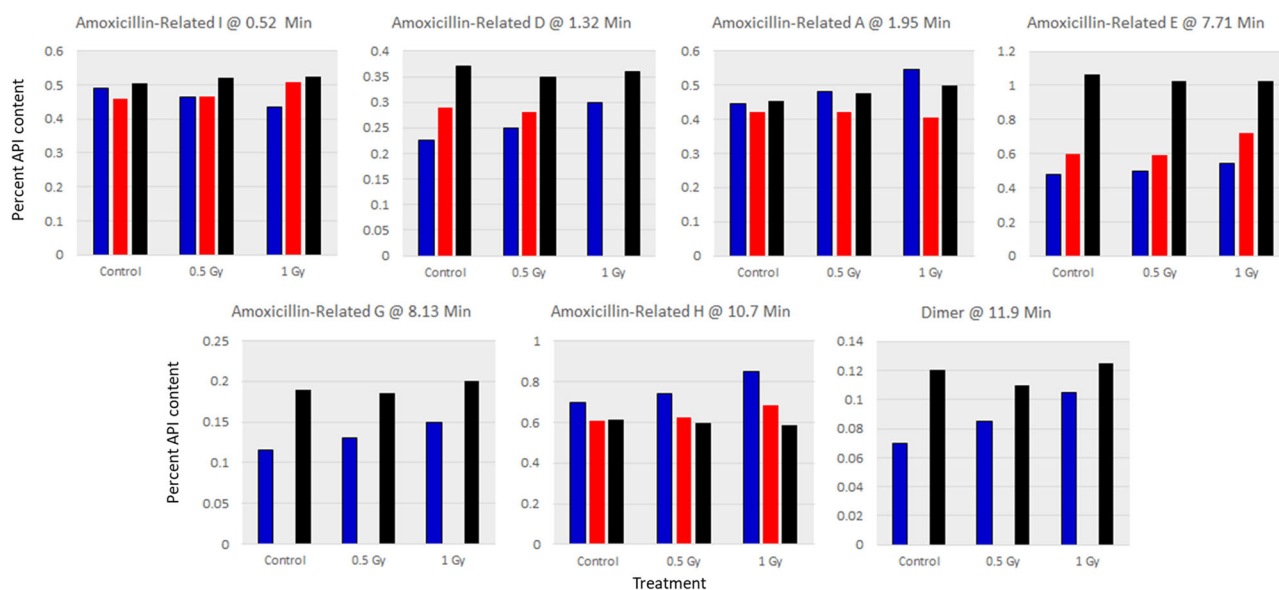 Amoxicillin-Related I @ 0.52 Min
Amoxicillin-Related D @ 1.32 Min
Amoxicillin-Related A @ 1.95 Min
Amoxicillin-Related E @ 7.71 Min
Percent API content
0.6
0.5
0.4
0.3
0.2
0.1
0
Control
0.5 Gy
1 Gy
0.4
0.35
0.3
0.25
0.2
0.15
0.1
0.05
0
Control
0.5 Gy
1 Gy
0.6
0.5
0.4
0.3
0.2
0.1
0
Control
0.5 Gy
1 Gy
1.2
1
0.8
0.6
0.4
0.2
0
Control
0.5 Gy
1 Gy
Amoxicillin-Related G @ 8.13 Min
Amoxicillin-Related H @ 10.7 Min
Dimer @ 11.9 Min
Percent API content
0.25
0.2
0.15
0.1
0.05
0
Control
0.5 Gy
1 Gy
1
0.8
0.6
0.4
0.2
0
Control
0.5 Gy
1 Gy
0.14
0.12
0.1
0.08
0.06
0.04
0.02
0
Control
0.5 Gy
1 Gy
Treatment